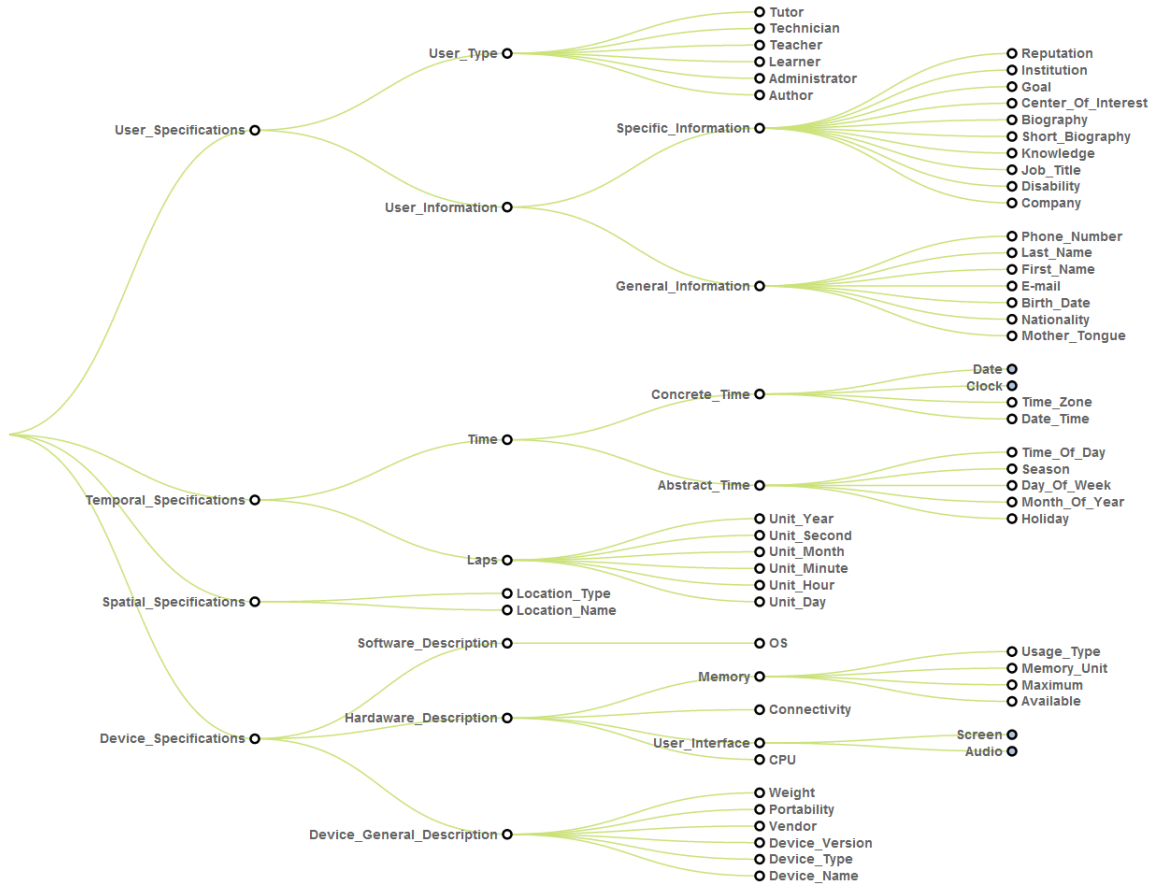 User_Specifications
User_Type
Tutor
Technician
Teacher
Learner
Administrator
Author
User_Information
Specific_Information
Reputation
Institution
Goal
Center_Of_Interest
Biography
Short_Biography
Knowledge
Job_Title
Disability
Company
General_Information
Phone_Number
Last_Name
First_Name
E-mail
Birth_Date
Nationality
Mother_Tongue
Temporal_Specifications
Time
Concrete_Time
Date
Clock
Time_Zone
Date_Time
Abstract_Time
Time_Of_Day
Season
Day_Of_Week
Month_Of_Year
Holiday
Laps
Unit_Year
Unit_Second
Unit_Month
Unit_Minute
Unit_Hour
Unit_Day
Spatial_Specifications
Location_Type
Location_Name
Device_Specifications
Software_Description
OS
Hardaware_Description
Memory
Usage_Type
Memory_Unit
Maximum
Available
Connectivity
User_Interface
Screen
Audio
CPU
Device_General_Description
Weight
Portability
Vendor
Device_Version
Device_Type
Device_Name